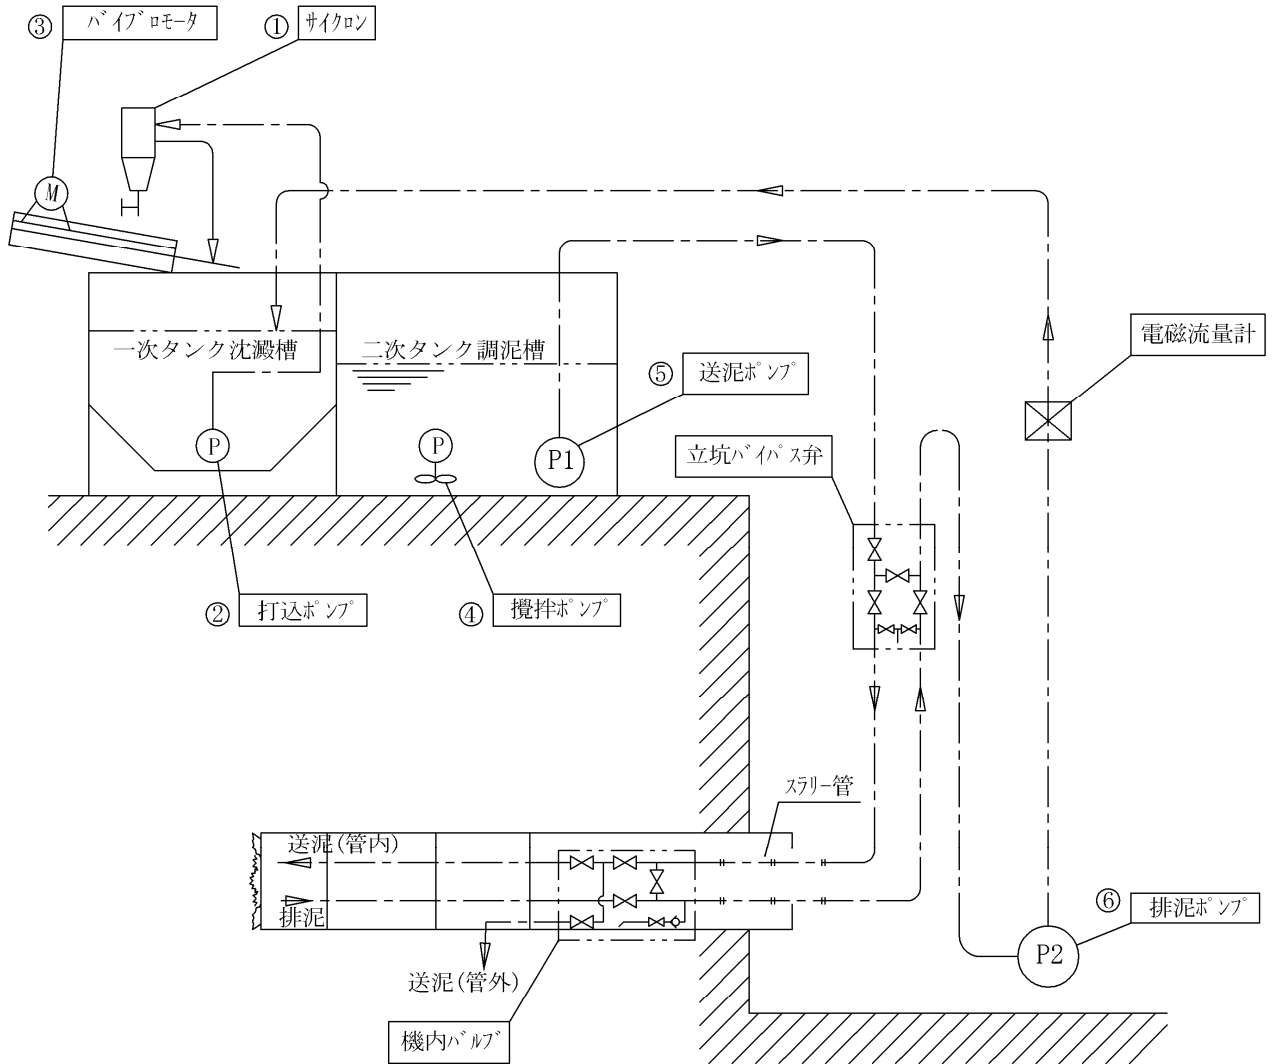 ③ バイブロモータ
① サイクロン
M
一次タンク沈澱槽
二次タンク調泥槽
⑤ 送泥ポンプ
電磁流量計
P
P
P1
立坑バイパス弁
② 打込ポンプ
④ 攪拌ポンプ
スラリー管
送泥(管内)
排泥
⑥ 排泥ポンプ
P2
送泥(管外)
機内バルブ